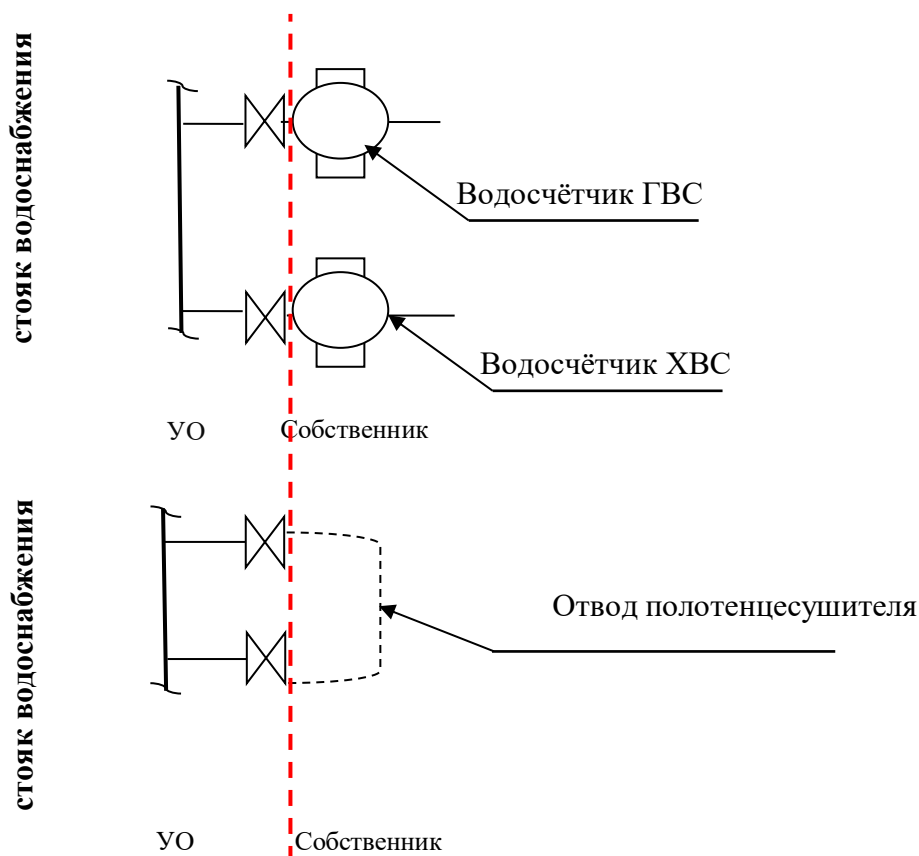 стояк водоснабжения
Водосчётчик ГВС
Водосчётчик ХВС
УО
Собственник
стояк водоснабжения
Отвод полотенцесушителя
УО
Собственник